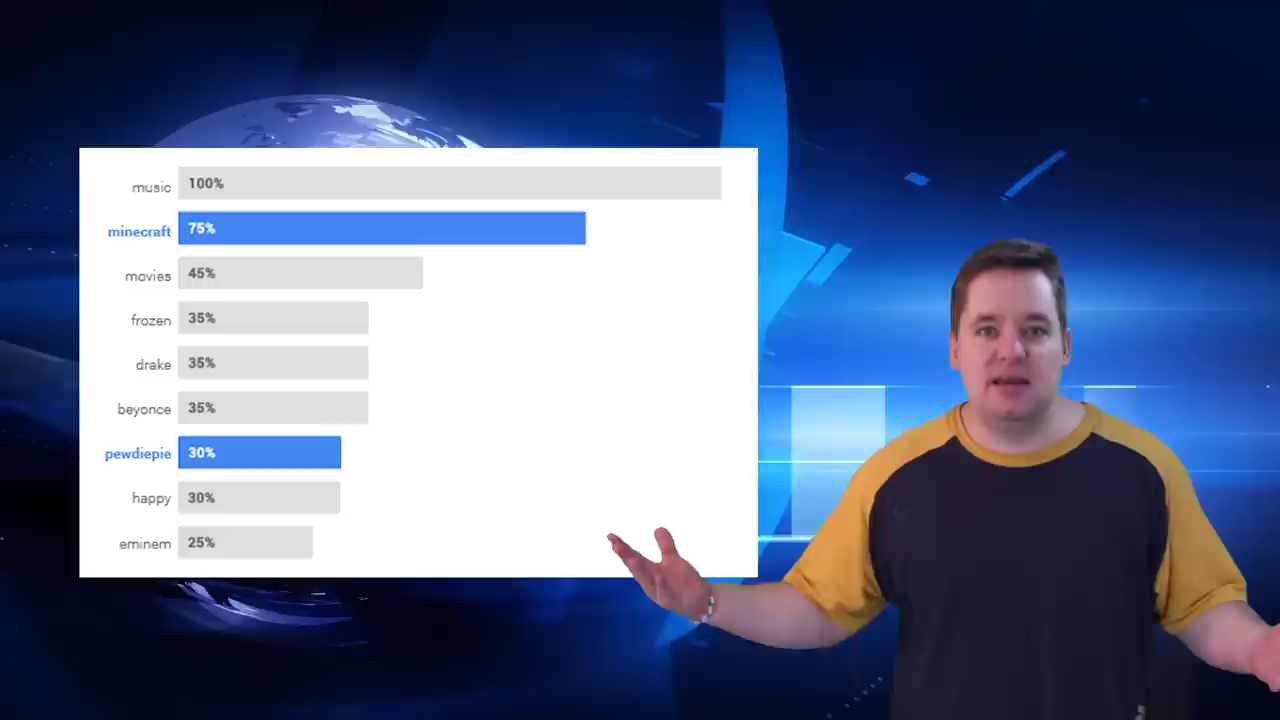 music 100%
minecraft 75%
movies 45%
frozen 35%
drake 35%
beyonce 35%
pewdiepie 30%
happy 30%
eminem 25%